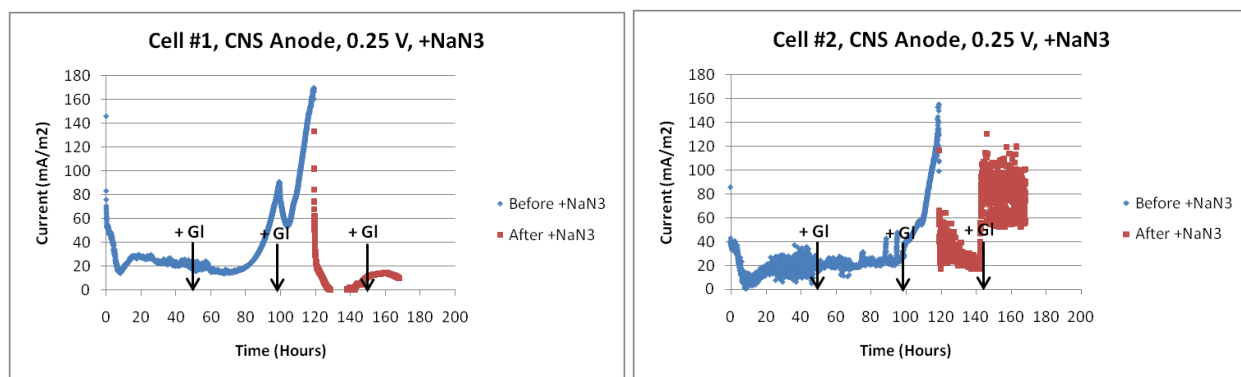 Cell #1, CNS Anode, 0.25 V, +NaN3
180
160
140
120
100
80
60
40
20
0
Current (mA/m2)
+ Gl
+ Gl
+ Gl
0 20 40 60 80 100 120 140 160 180 200
Time (Hours)
Before +NaN3
After +NaN3
Cell #2, CNS Anode, 0.25 V, +NaN3
180
160
140
120
100
80
60
40
20
0
Current (mA/m2)
+ Gl
+ Gl
+ Gl
0 20 40 60 80 100 120 140 160 180 200
Time (Hours)
Before +NaN3
After +NaN3